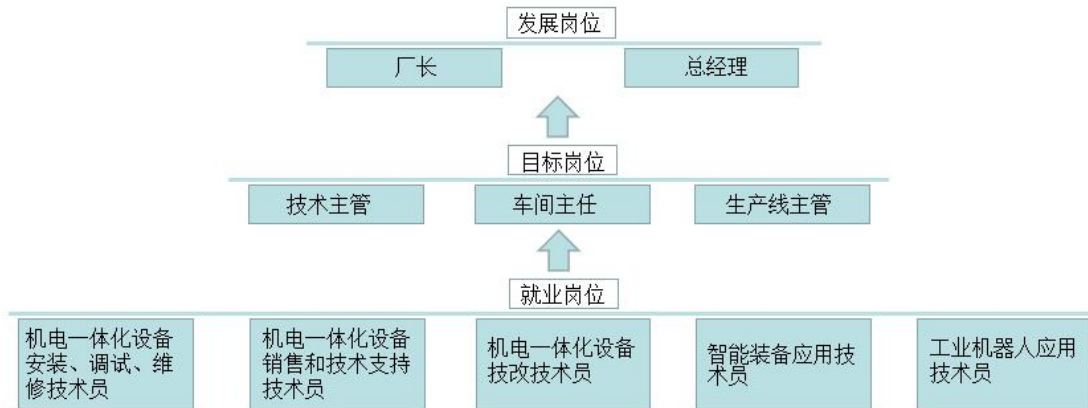 发展岗位
厂长
总经理
目标岗位
技术主管
车间主任
生产线主管
就业岗位
机电一体化设备
安装、调试、维
修技术员
机电一体化设备
销售和技术支持
技术员
机电一体化设备
技改技术员
智能装备应用技
术员
工业机器人应用
技术员